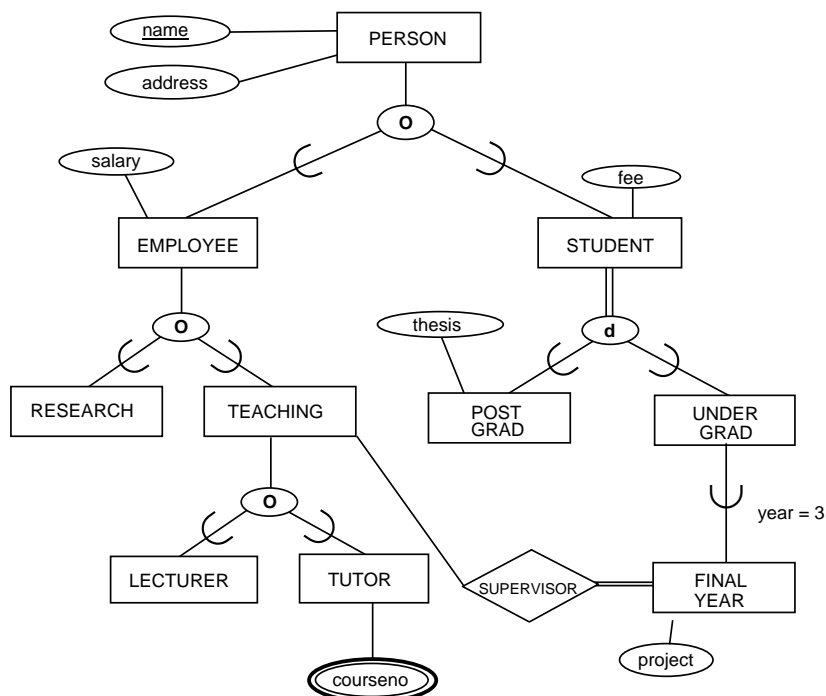 name
PERSON
address
O
salary
fee
EMPLOYEE
STUDENT
O
thesis
d
RESEARCH
TEACHING
POST
GRAD
UNDER
GRAD
O
year = 3
LECTURER
TUTOR
SUPERVISOR
FINAL
YEAR
courseno
project